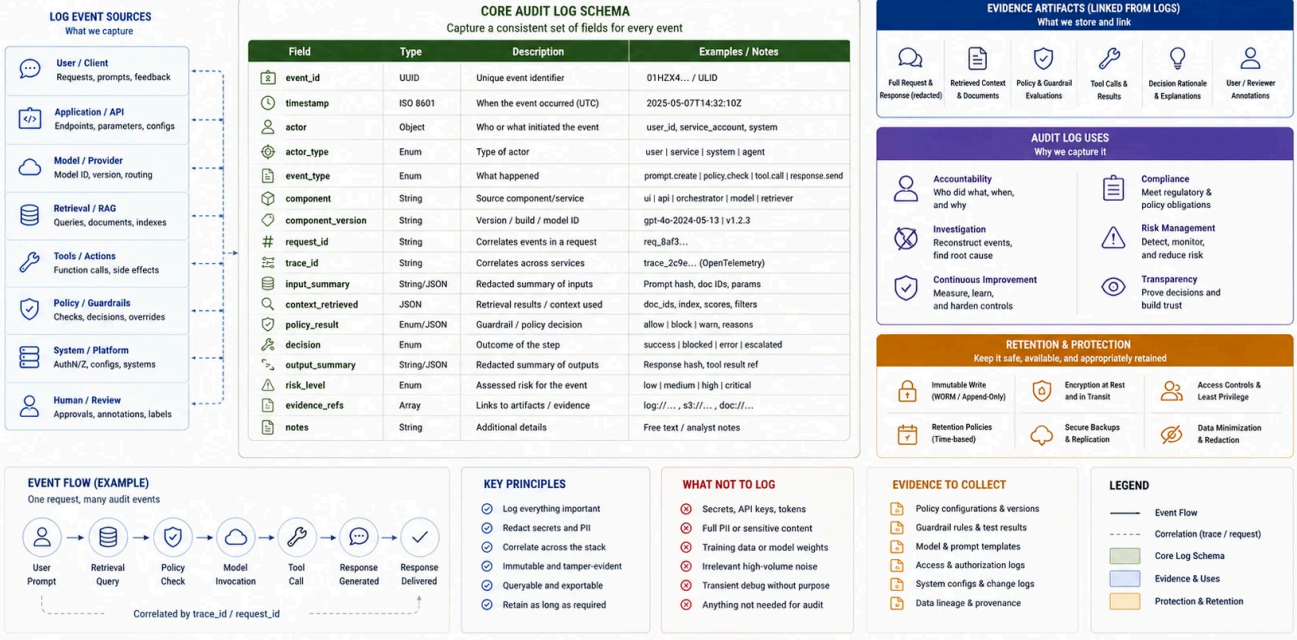 LOG EVENT SOURCES
What we capture
User / Client
Requests, prompts, feedback
Application / API
Endpoints, parameters, configs
Model / Provider
Model ID, version, routing
Retrieval / RAG
Queries, documents, indexes
Tools / Actions
Function calls, side effects
Policy / Guardrails
Checks, decisions, overrides
System / Platform
AuthN/Z, configs, systems
Human / Review
Approvals, annotations, labels
CORE AUDIT LOG SCHEMA
Capture a consistent set of fields for every event
Field Type Description Examples / Notes
event_id UUID Unique event identifier 01HZX4... / ULID
timestamp ISO 8601 When the event occurred (UTC) 2025-05-07T14:32:10Z
actor Object Who or what initiated the event user_id, service_account, system
actor_type Enum Type of actor user | service | system | agent
event_type Enum What happened prompt.create | policy.check | tool.call | response.send
component String Source component/service ui | api | orchestrator | model | retriever
component_version String Version / build / model ID gpt-4o-2024-05-13 | v1.2.3
request_id String Correlates events in a request req_8af3...
trace_id String Correlates across services trace_2c9e... (OpenTelemetry)
input_summary String/JSON Redacted summary of inputs Prompt hash, doc IDs, params
context_retrieved JSON Retrieval results / context used doc_ids, index, scores, filters
policy_result Enum/JSON Guardrail / policy decision allow | block | warn, reasons
decision Enum Outcome of the step success | blocked | error | escalated
output_summary String/JSON Redacted summary of outputs Response hash, tool result ref
risk_level Enum Assessed risk for the event low | medium | high | critical
evidence_refs Array Links to artifacts / evidence log://... , s3://... , doc://...
notes String Additional details Free text / analyst notes
EVIDENCE ARTIFACTS (LINKED FROM LOGS)
What we store and link
Full Request &
Response (redacted)
Retrieved Context
& Documents
Policy & Guardrail
Evaluations
Tool Calls &
Results
Decision Rationale
& Explanations
User / Reviewer
Annotations
AUDIT LOG USES
Why we capture it
Accountability
Who did what, when,
and why
Compliance
Meet regulatory &
policy obligations
Investigation
Reconstruct events,
find root cause
Risk Management
Detect, monitor,
and reduce risk
Continuous Improvement
Measure, learn,
and harden controls
Transparency
Prove decisions and
build trust
RETENTION & PROTECTION
Keep it safe, available, and appropriately retained
Immutable Write
(WORM / Append-Only)
Encryption at Rest
and in Transit
Access Controls &
Least Privilege
Retention Policies
(Time-based)
Secure Backups
& Replication
Data Minimization
& Redaction
EVENT FLOW (EXAMPLE)
One request, many audit events
User
Prompt
Retrieval
Query
Policy
Check
Model
Invocation
Tool
Call
Response
Generated
Response
Delivered
Correlated by trace_id / request_id
KEY PRINCIPLES
Log everything important
Redact secrets and PII
Correlate across the stack
Immutable and tamper-evident
Queryable and exportable
Retain as long as required
WHAT NOT TO LOG
Secrets, API keys, tokens
Full PII or sensitive content
Training data or model weights
Irrelevant high-volume noise
Transient debug without purpose
Anything not needed for audit
EVIDENCE TO COLLECT
Policy configurations & versions
Guardrail rules & test results
Model & prompt templates
Access & authorization logs
System configs & change logs
Data lineage & provenance
LEGEND
Event Flow
Correlation (trace / request)
Core Log Schema
Evidence & Uses
Protection & Retention